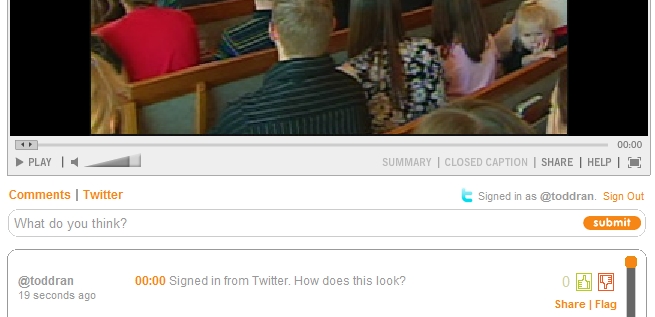 00:00
PLAY | SUMMARY | CLOSED CAPTION | SHARE | HELP |
Comments | Twitter Signed in as @toddran. Sign Out
What do you think? submit
@toddran 00:00 Signed in from Twitter. How does this look? 0
19 seconds ago
Share | Flag